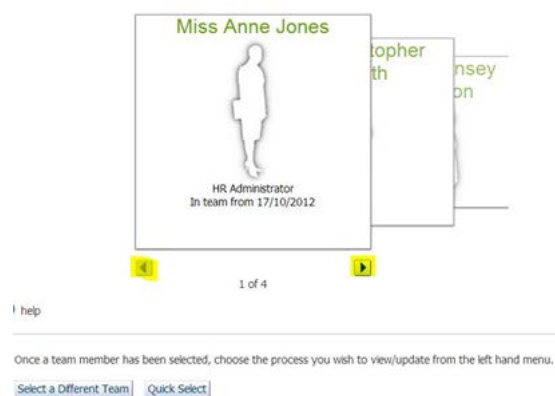 Miss Anne Jones
topher
th
nsey
on
HR Administrator
In team from 17/10/2012
1 of 4
help
Once a team member has been selected, choose the process you wish to view/update from the left hand menu.
Select a Different Team
Quick Select